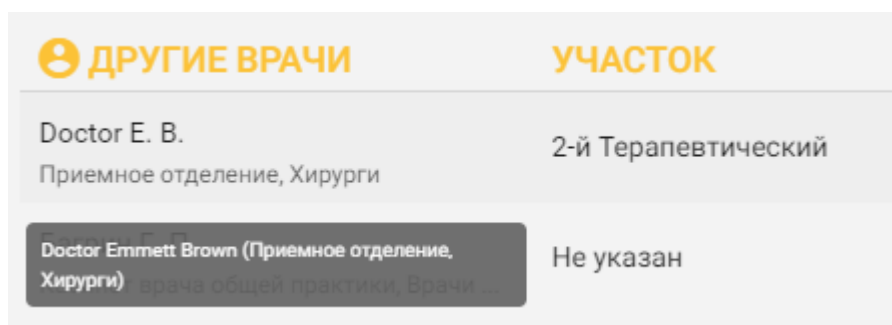 ДРУГИЕ ВРАЧИ УЧАСТОК
Doctor E. B.
Приемное отделение, Хирурги
2-й Терапевтический
Doctor Emmett Brown (Приемное отделение,
Хирурги)
врача общей практики, Врачи ...
Не указан